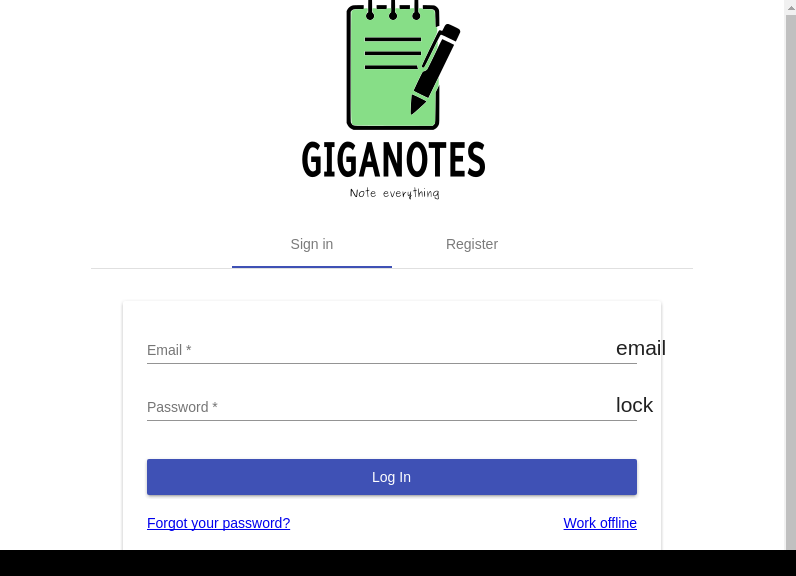 GIGANOTES
Note everything
Sign in Register
Email * email
Password * lock
Log In
Forgot your password? Work offline